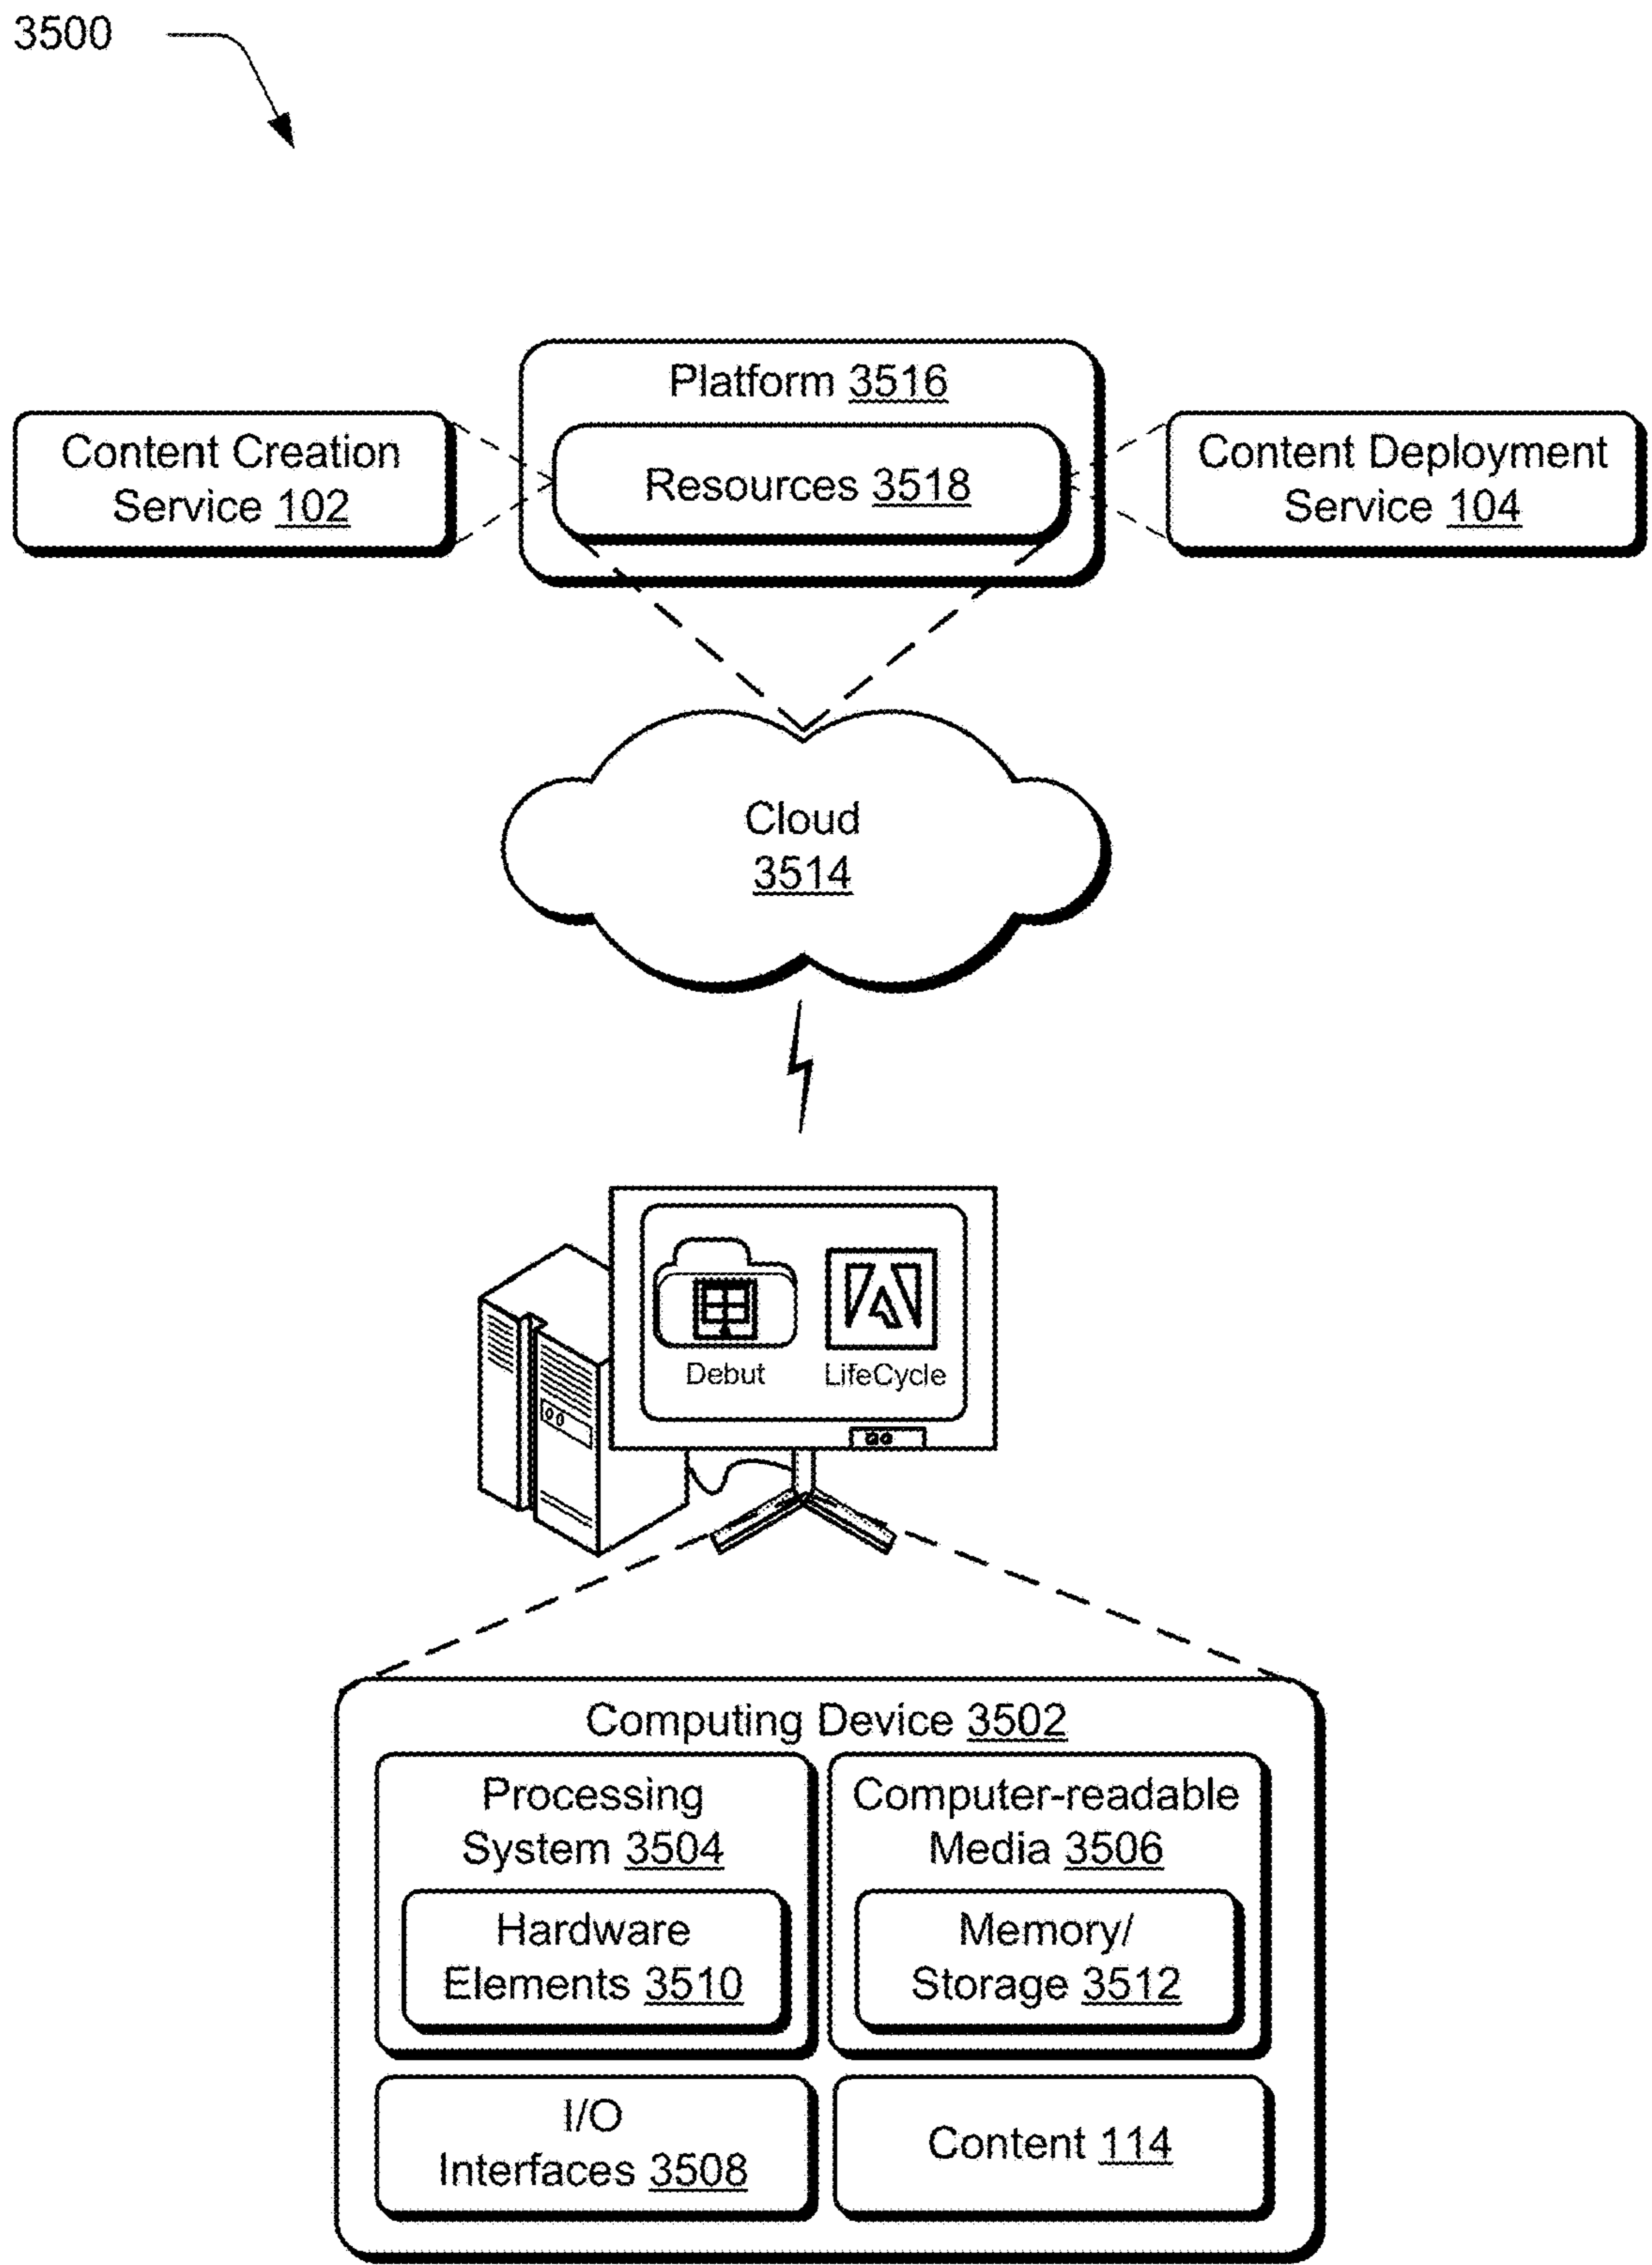 3500
Platform 3516
Content Creation
Service 102
Resources 3518
Content Deployment
Service 104
Cloud
3514
Debut
LifeCycle
Computing Device 3502
Processing
System 3504
Computer-readable
Media 3506
Hardware
Elements 3510
Memory/
Storage 3512
I/O
Interfaces 3508
Content 114